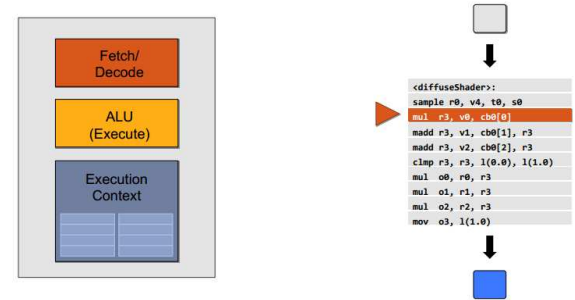 Fetch/
Decode
ALU
(Execute)
Execution
Context
<diffuseShader>:
sample r0, v4, t0, s0
mul  r3, v0, cb0[0]
madd r3, v1, cb0[1], r3
madd r3, v2, cb0[2], r3
clmp r3, r3, l(0.0), l(1.0)
mul  o0, r0, r3
mul  o1, r1, r3
mul  o2, r2, r3
mov  o3, l(1.0)